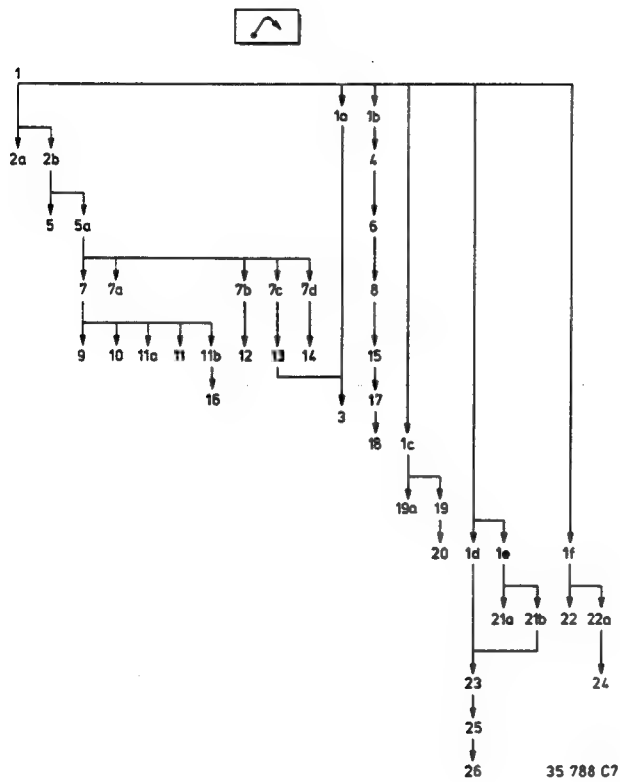 1
1a 1b
2a 2b 4
5 5a 6
7 7a 7b 7c 7d 8
9 10 11a 11 11b 12 13 14 15
16 3 17
18 1c
19a 19
20 1d 1e 1f
21a 21b 22 22a
23 24
25
26 35 788 C7